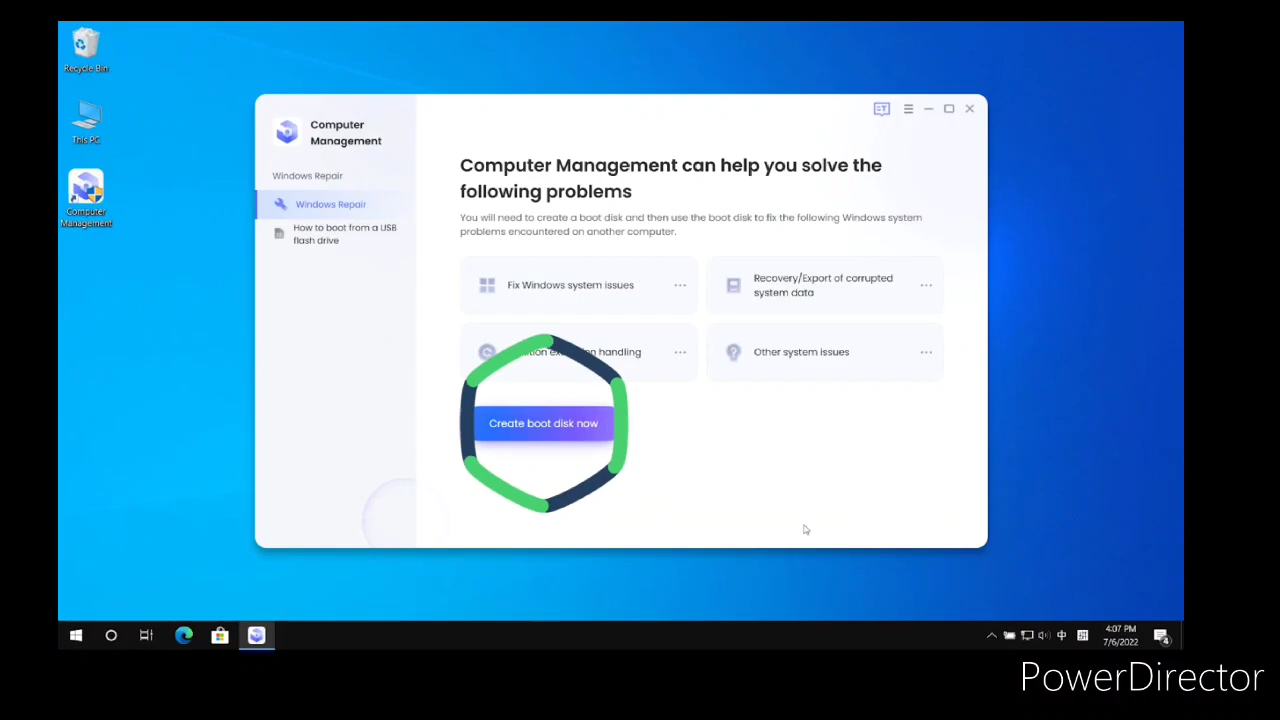 Recycle Bin
This PC
Computer
Management
Computer
Management
Windows Repair
Windows Repair
How to boot from a USB
flash drive
Computer Management can help you solve the
following problems
You will need to create a boot disk and then use the boot disk to fix the following Windows system
problems encountered on another computer.
Fix Windows system issues
Recovery/Export of corrupted
system data
handling
Other system issues
Create boot disk now
中
4:07 PM
7/6/2022
4
PowerDirector